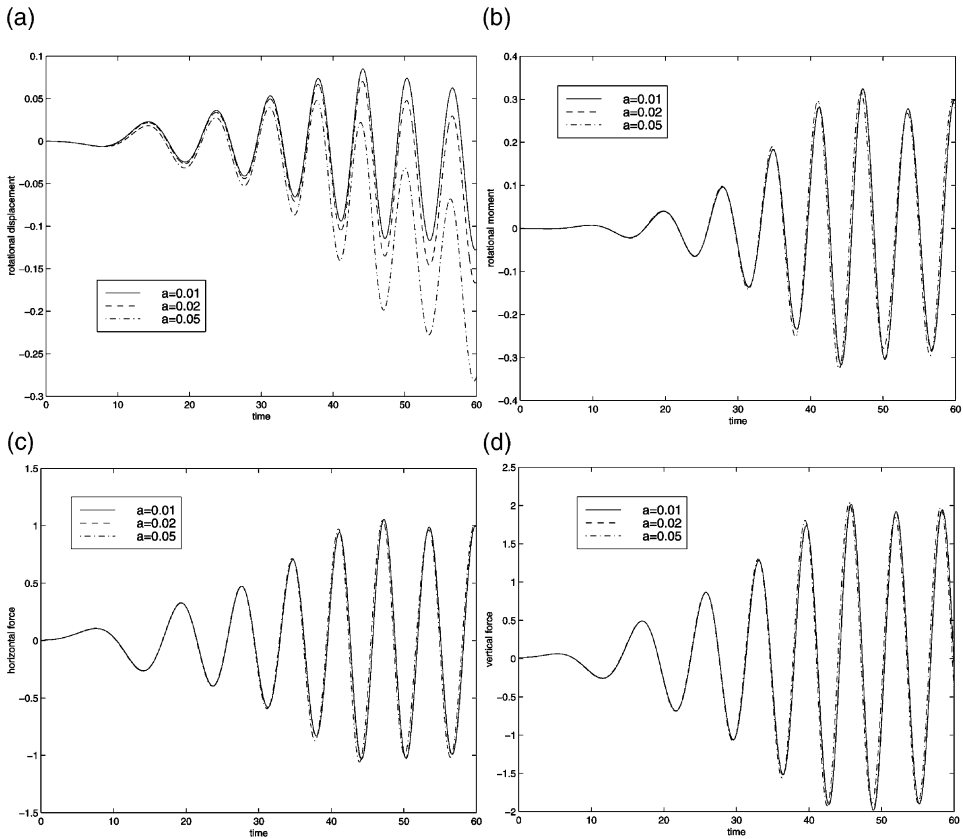 (a)
0.1
0.05
0
−0.05
−0.1
−0.15
−0.2
−0.25
−0.3
rotational displacement
a=0.01
a=0.02
a=0.05
0 10 20 30 40 50 60
time
(b)
0.4
0.3
0.2
0.1
0
−0.1
−0.2
−0.3
−0.4
rotational moment
a=0.01
a=0.02
a=0.05
0 10 20 30 40 50 60
time
(c)
1.5
1
0.5
0
−0.5
−1
−1.5
horizontal force
a=0.01
a=0.02
a=0.05
0 10 20 30 40 50 60
time
(d)
2.5
2
1.5
1
0.5
0
−0.5
−1
−1.5
−2
vertical force
a=0.01
a=0.02
a=0.05
0 10 20 30 40 50 60
time